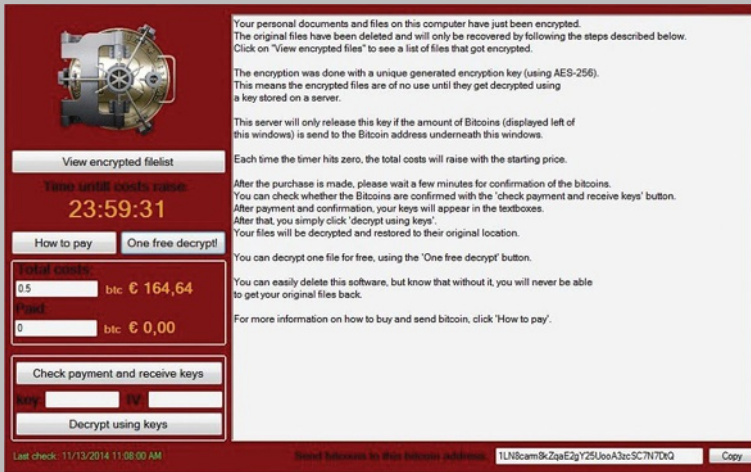 Your personal documents and files on this computer have just been encrypted.
The original files have been deleted and will only be recovered by following the steps described below.
Click on "View encrypted files" to see a list of files that got encrypted.
The encryption was done with a unique generated encryption key (using AES-256).
This means the encrypted files are of no use until they get decrypted using
a key stored on a server.
This server will only release this key if the amount of Bitcoins (displayed left of
this windows) is send to the Bitcoin address underneath this windows.
Each time the timer hits zero, the total costs will raise with the starting price.
After the purchase is made, please wait a few minutes for confirmation of the bitcoins.
You can check whether the Bitcoins are confirmed with the 'check payment and receive keys' button.
After payment and confirmation, your keys will appear in the textboxes.
After that, you simply click 'decrypt using keys'.
Your files will be decrypted and restored to their original location.
You can decrypt one file for free, using the 'One free decrypt' button.
You can easily delete this software, but know that without it, you will never be able
to get your original files back.
For more information on how to buy and send bitcoin, click 'How to pay'.
View encrypted filelist
Time untill costs raise:
23:59:31
How to pay
One free decrypt!
Total costs:
0.5 btc € 164,64
Paid:
0 btc € 0,00
Check payment and receive keys
Key: IV:
Decrypt using keys
Last check: 11/13/2014 11:08:00 AM
Send bitcoins to this bitcoin address: 1LN8cam8kZqaE2gY25UooA3zcSC7N7DtQ Copy